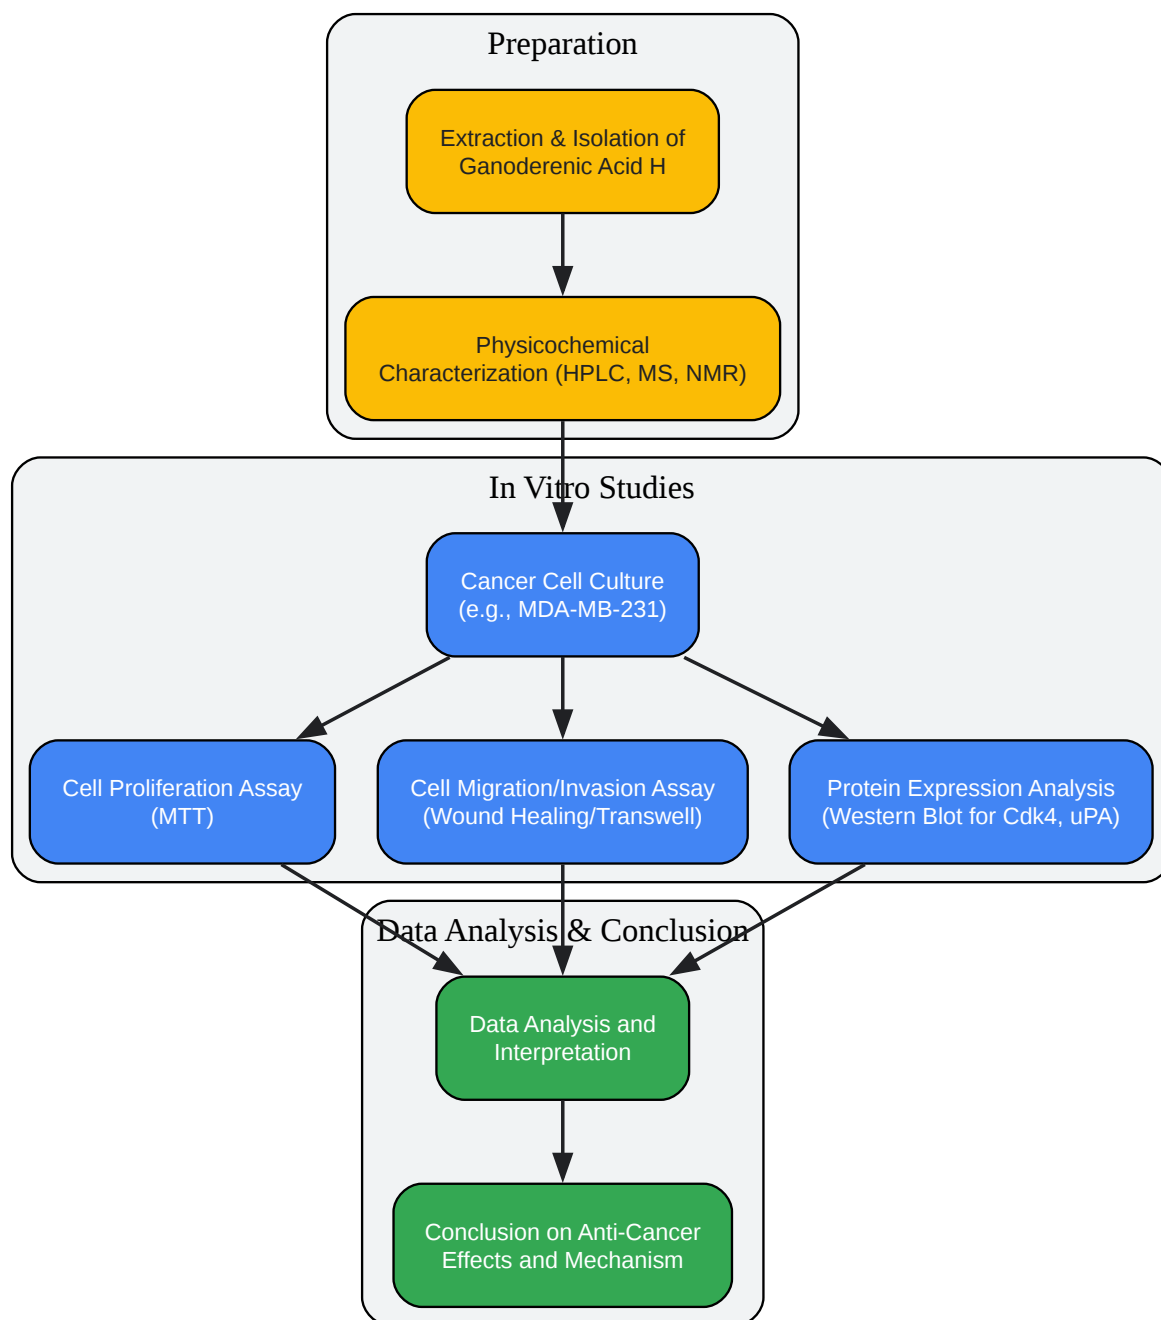 Preparation
Extraction & Isolation of
Ganoderenic Acid H
Physicochemical
Characterization (HPLC, MS, NMR)
In Vitro Studies
Cancer Cell Culture
(e.g., MDA-MB-231)
Cell Proliferation Assay
(MTT)
Cell Migration/Invasion Assay
(Wound Healing/Transwell)
Protein Expression Analysis
(Western Blot for Cdk4, uPA)
Data Analysis & Conclusion
Data Analysis and
Interpretation
Conclusion on Anti-Cancer
Effects and Mechanism